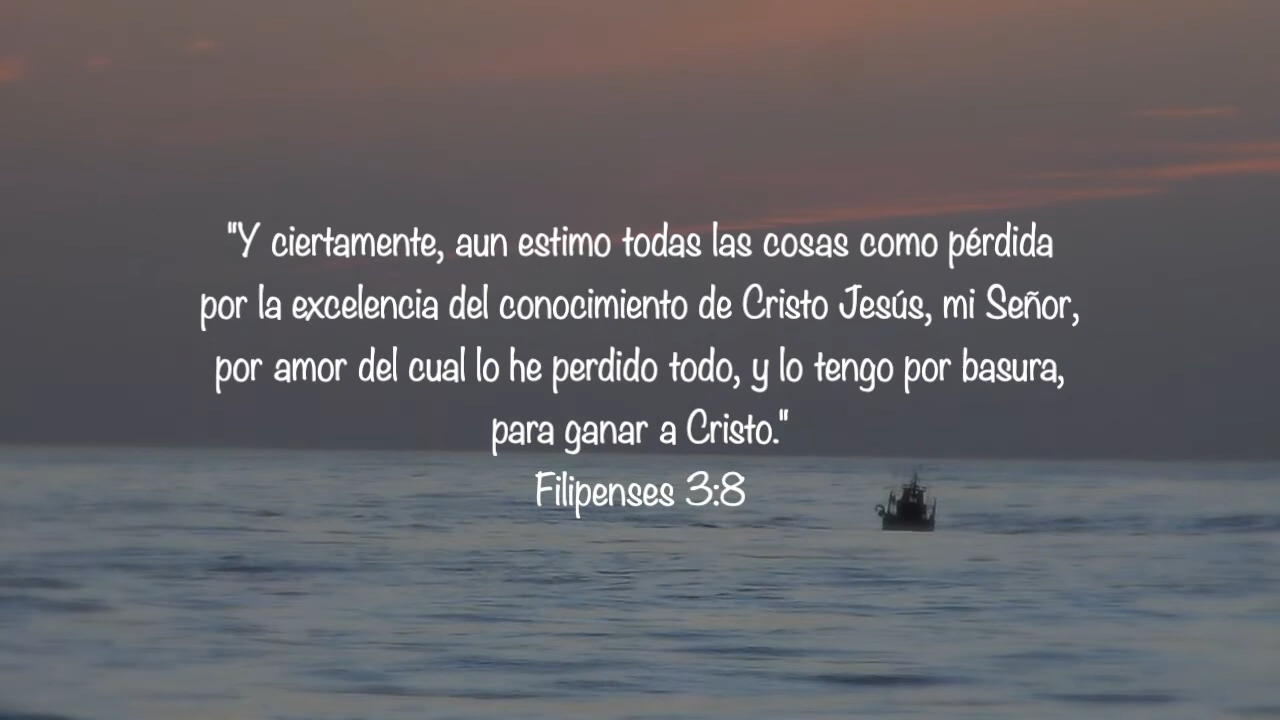 "Y ciertamente, aun estimo todas las cosas como pérdida
por la excelencia del conocimiento de Cristo Jesús, mi Señor,
por amor del cual lo he perdido todo, y lo tengo por basura,
para ganar a Cristo."
Filipenses 3:8